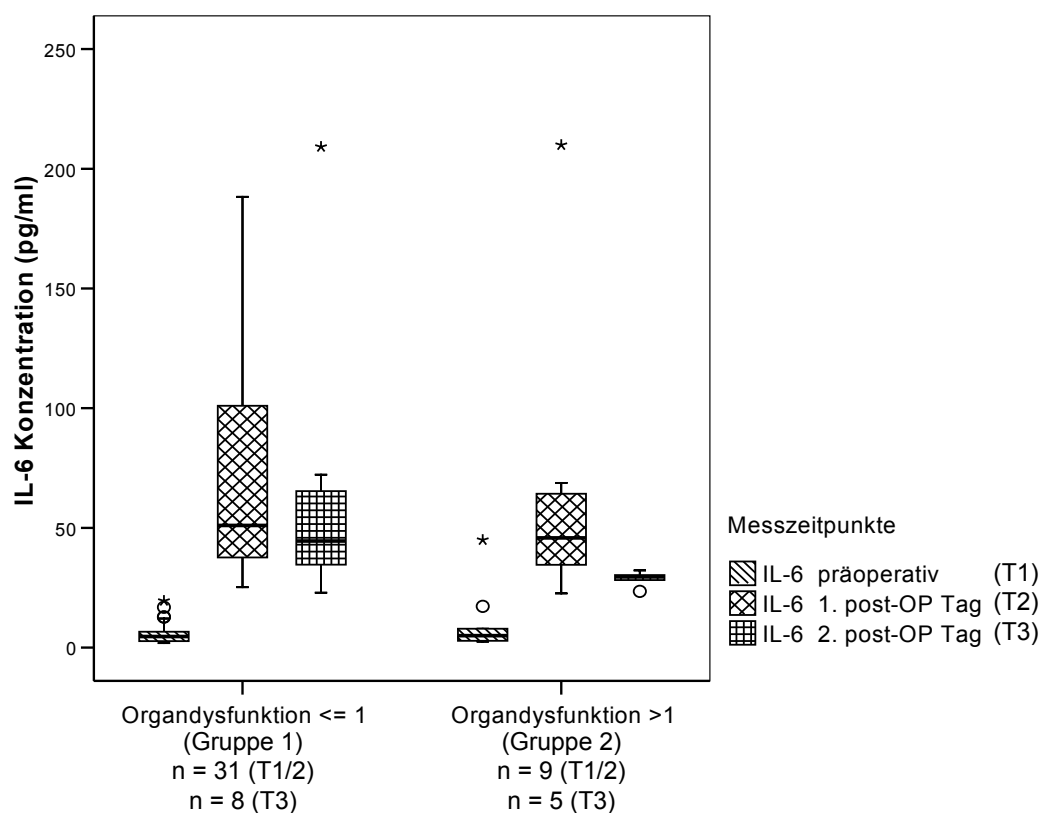 250
200
150
100
50
0
IL-6 Konzentration (pg/ml)
Organdysfunktion <= 1
(Gruppe 1)
n = 31 (T1/2)
n = 8 (T3)
Organdysfunktion >1
(Gruppe 2)
n = 9 (T1/2)
n = 5 (T3)
Messzeitpunkte
IL-6 präoperativ (T1)
IL-6 1. post-OP Tag (T2)
IL-6 2. post-OP Tag (T3)